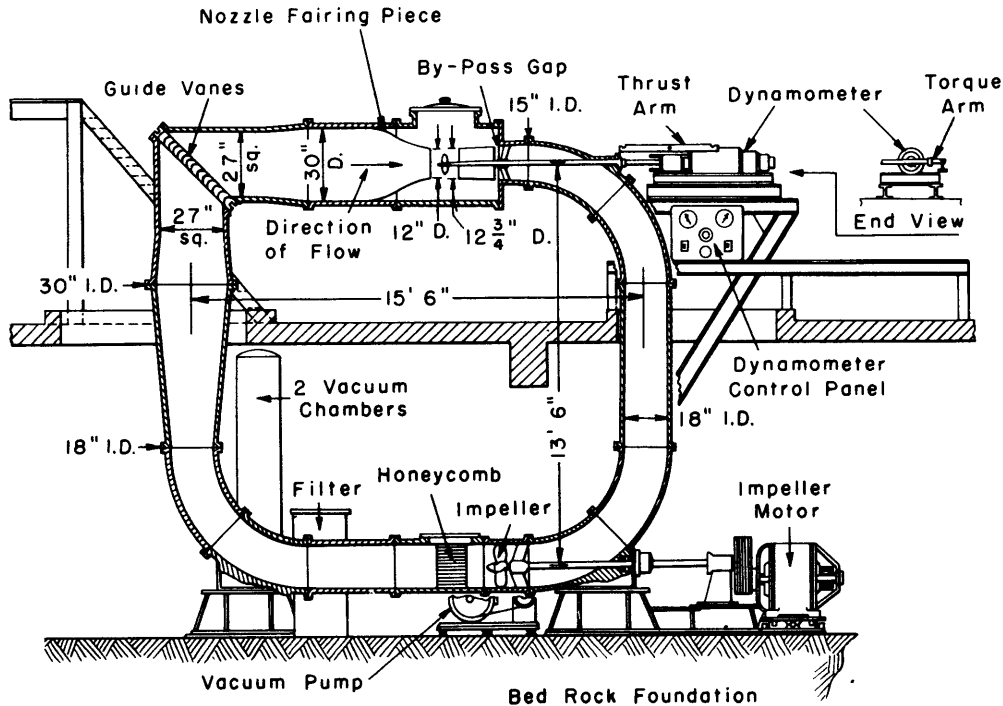 Nozzle Fairing Piece
By-Pass Gap
Guide Vanes
15" I.D.
Thrust
Arm
Dynamometer
Torque
Arm
27"
sq.
30"
D.
27"
sq.
Direction
of Flow
12" D.
12 3/4" D.
End View
30" I.D.
15' 6"
Dynamometer
Control Panel
2 Vacuum
Chambers
13' 6"
18" I.D.
18" I.D.
Honeycomb
Filter
Impeller
Impeller
Motor
Vacuum Pump
Bed Rock Foundation